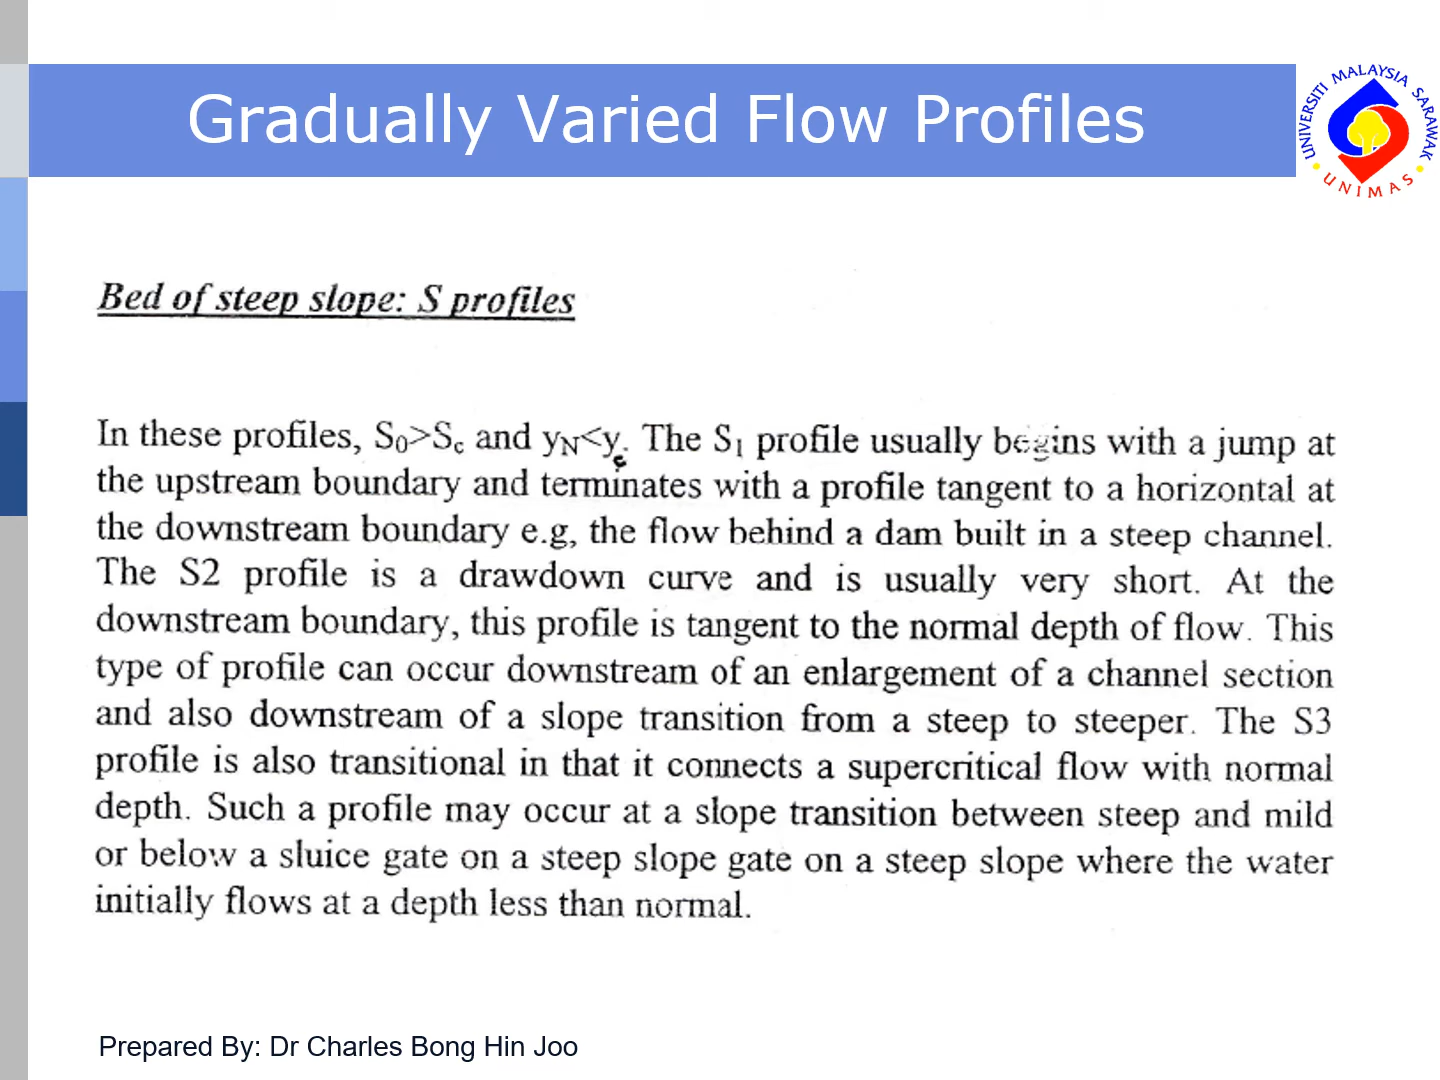 Gradually Varied Flow Profiles
UNIVERSITI MALAYSIA SARAWAK
UNIMAS
Bed of steep slope: S profiles
In these profiles, S₀>S꜀ and yN<y꜀. The S₁ profile usually begins with a jump at
the upstream boundary and terminates with a profile tangent to a horizontal at
the downstream boundary e.g, the flow behind a dam built in a steep channel.
The S2 profile is a drawdown curve and is usually very short. At the
downstream boundary, this profile is tangent to the normal depth of flow. This
type of profile can occur downstream of an enlargement of a channel section
and also downstream of a slope transition from a steep to steeper. The S3
profile is also transitional in that it connects a supercritical flow with normal
depth. Such a profile may occur at a slope transition between steep and mild
or below a sluice gate on a steep slope gate on a steep slope where the water
initially flows at a depth less than normal.
Prepared By: Dr Charles Bong Hin Joo